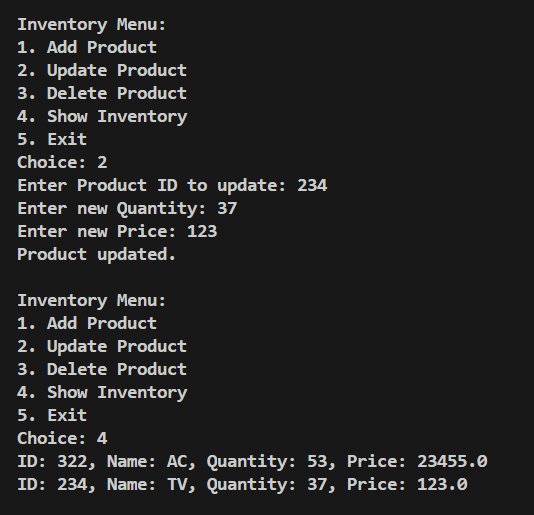 Inventory Menu:
1. Add Product
2. Update Product
3. Delete Product
4. Show Inventory
5. Exit
Choice: 2
Enter Product ID to update: 234
Enter new Quantity: 37
Enter new Price: 123
Product updated.
Inventory Menu:
1. Add Product
2. Update Product
3. Delete Product
4. Show Inventory
5. Exit
Choice: 4
ID: 322, Name: AC, Quantity: 53, Price: 23455.0
ID: 234, Name: TV, Quantity: 37, Price: 123.0